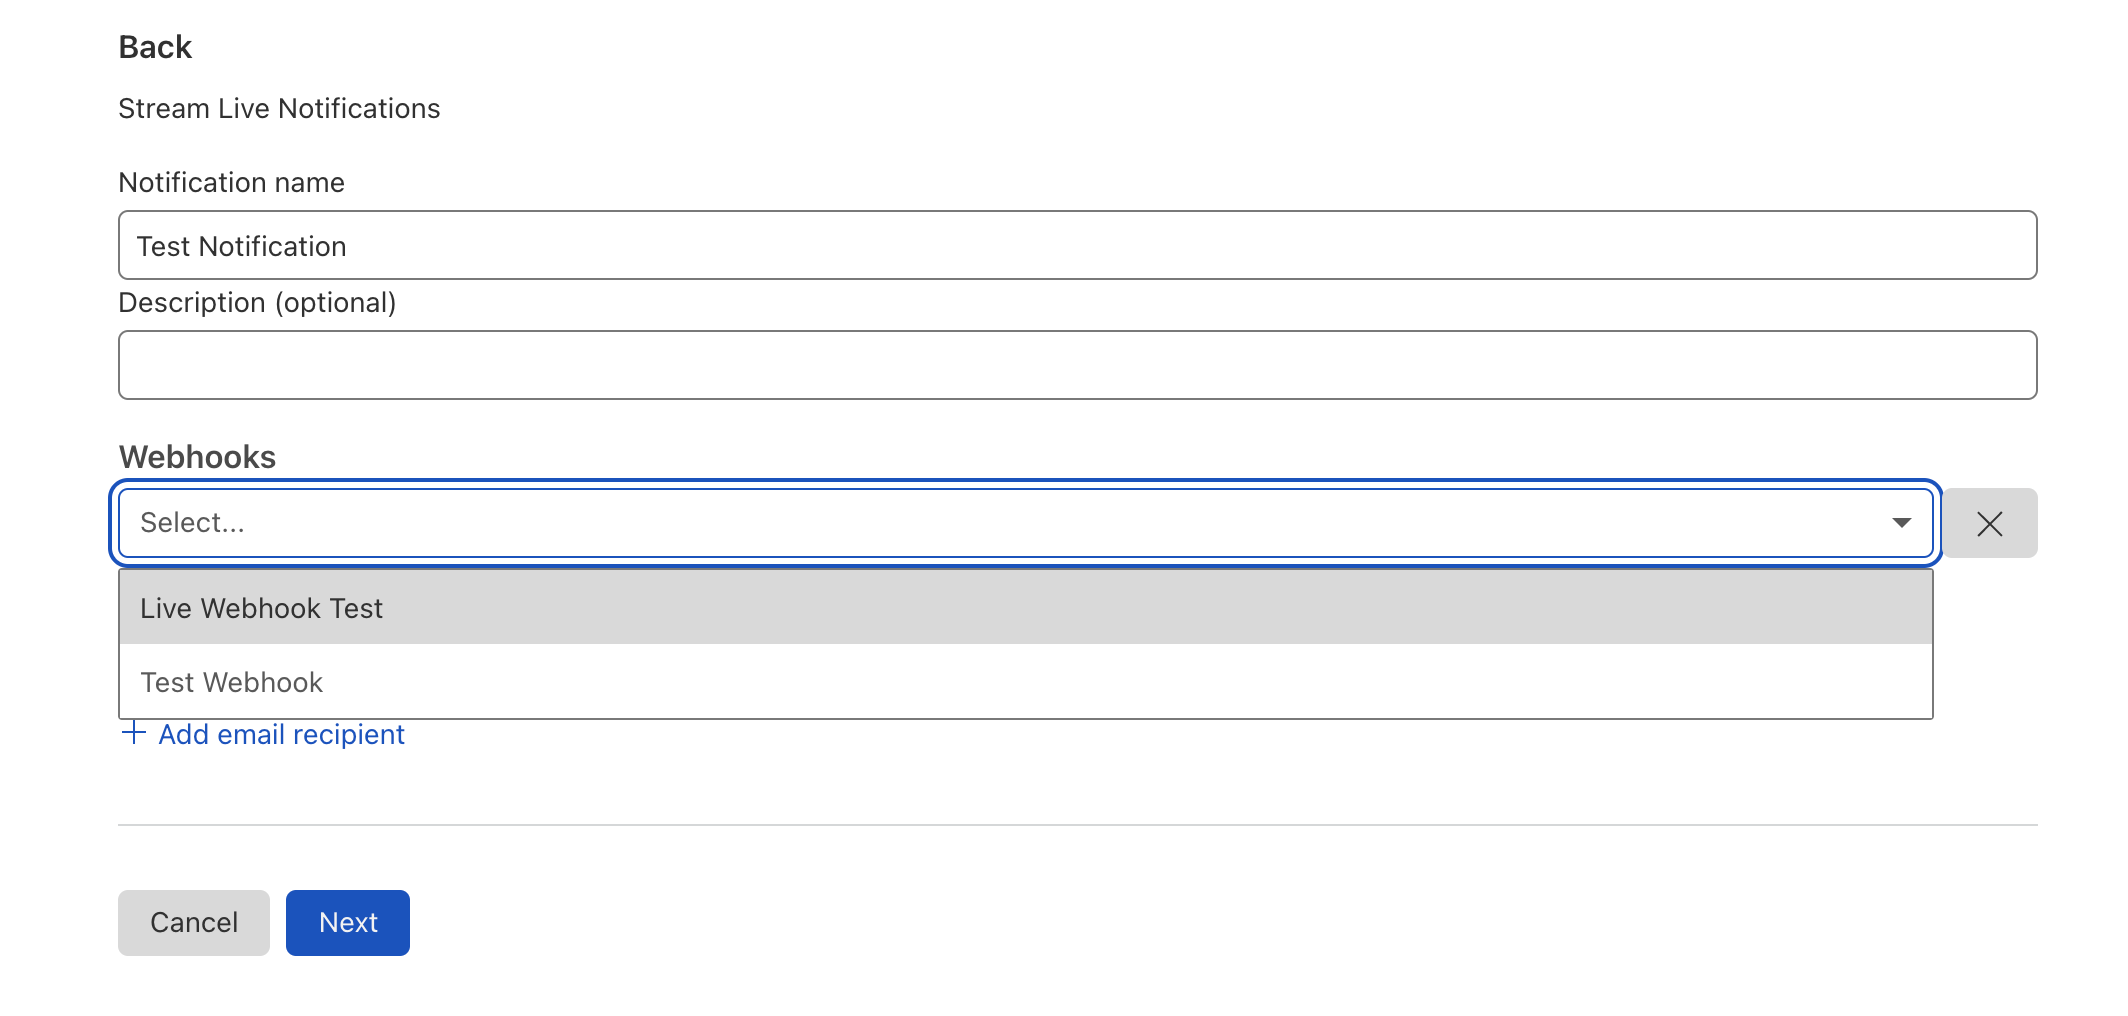 Back
Stream Live Notifications
Notification name
Test Notification
Description (optional)
Webhooks
Select...
Live Webhook Test
Test Webhook
Add email recipient
Cancel
Next